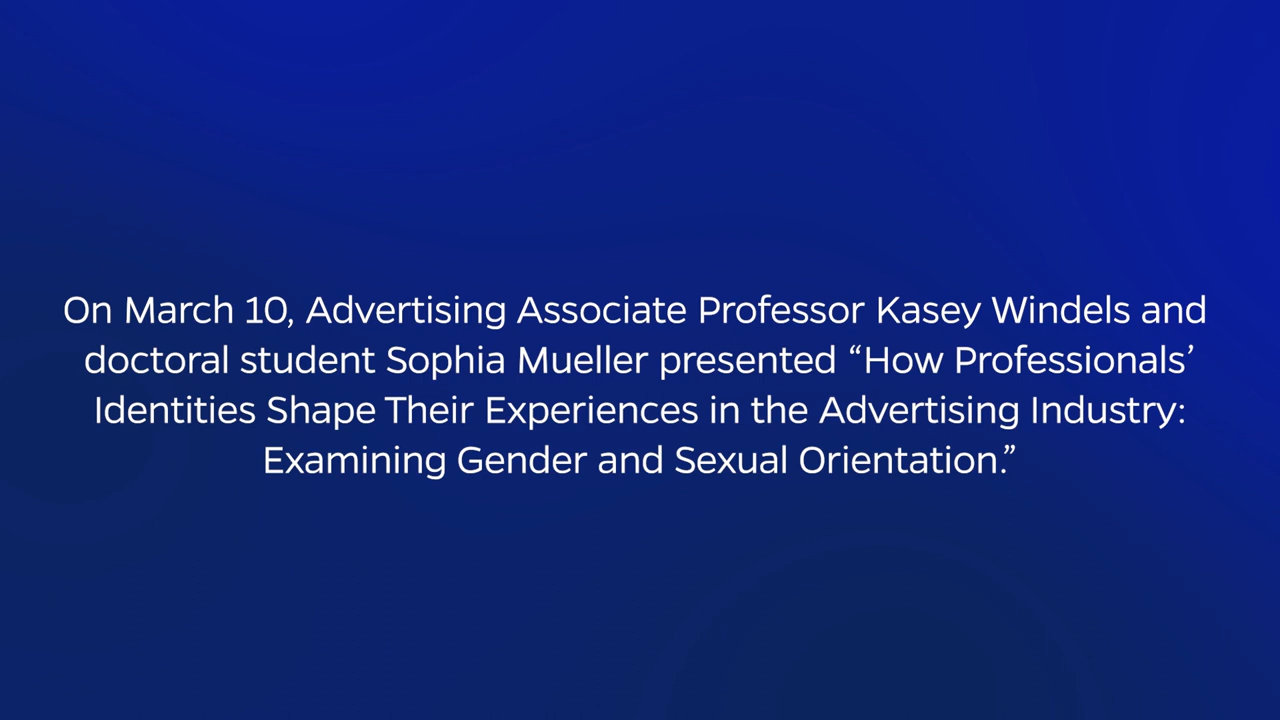 On March 10, Advertising Associate Professor Kasey Windels and
doctoral student Sophia Mueller presented “How Professionals’
Identities Shape Their Experiences in the Advertising Industry:
Examining Gender and Sexual Orientation.”